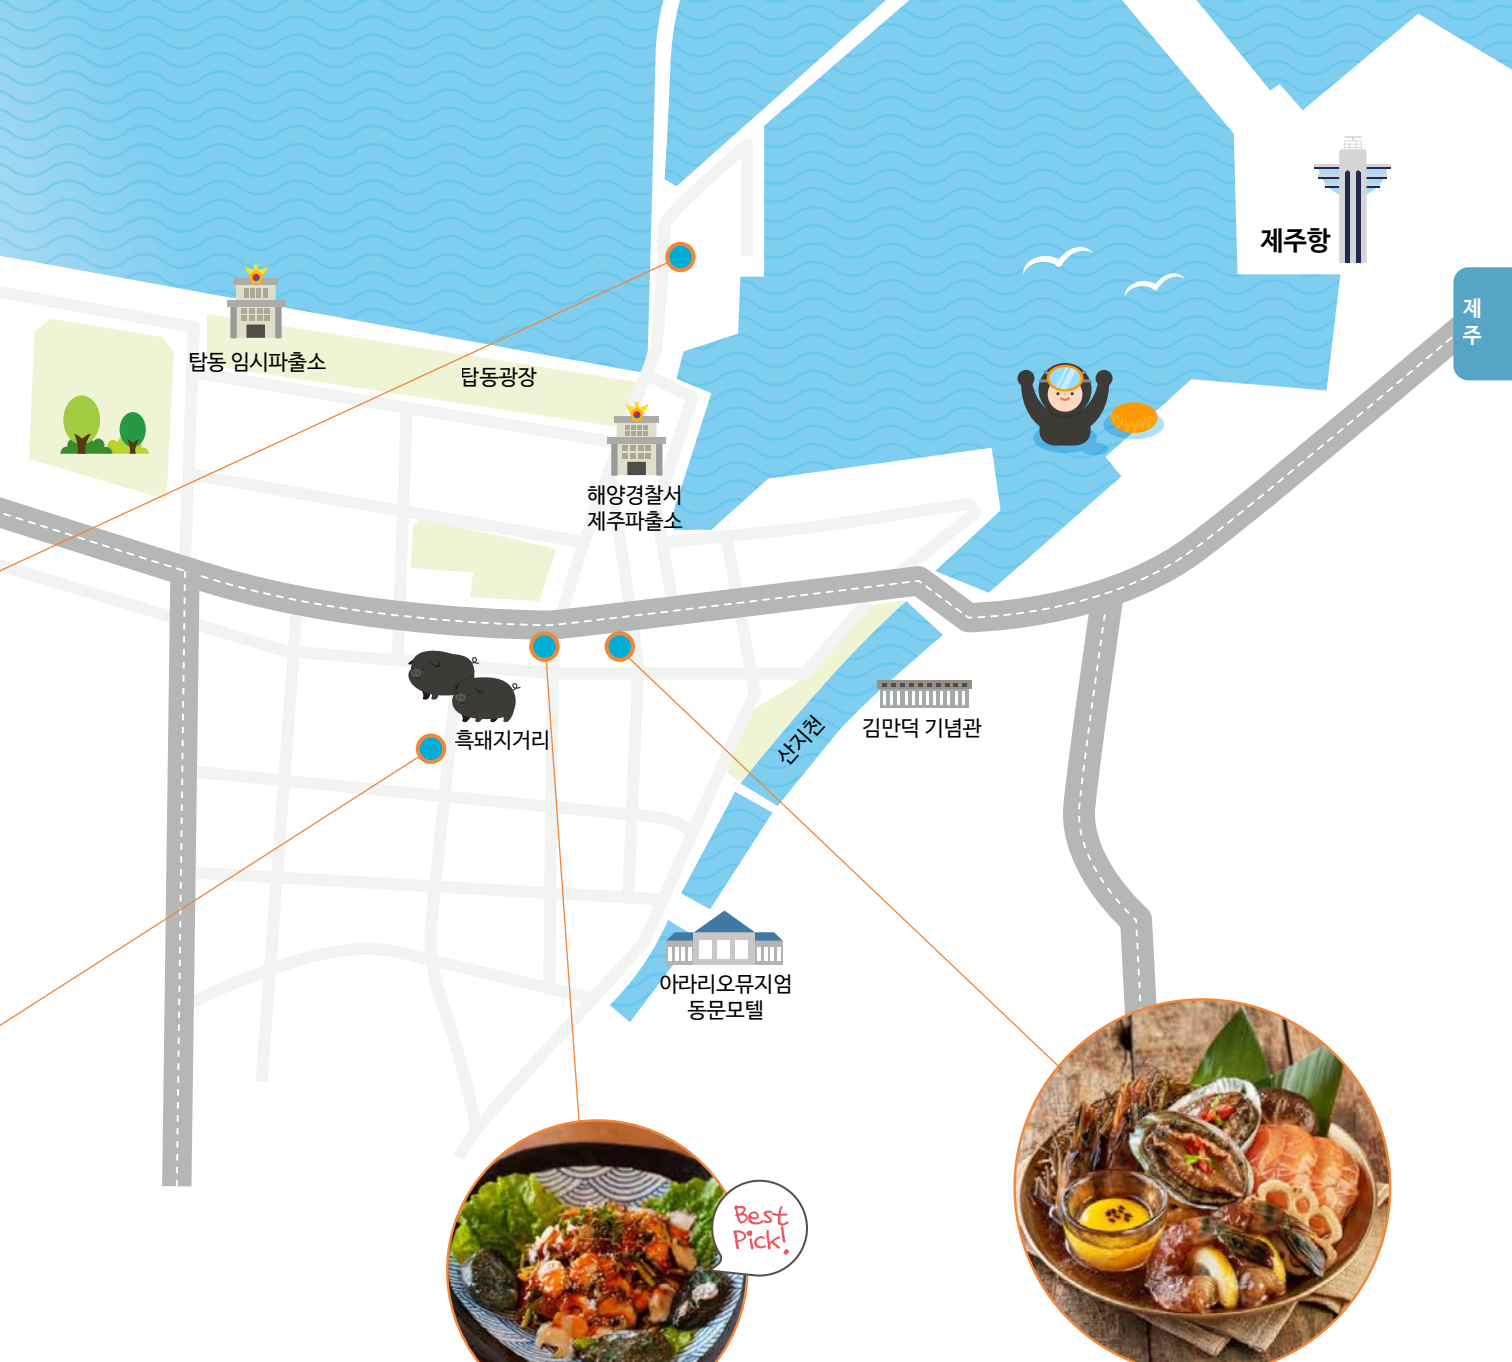 제주항
제
주
탑동 임시파출소
탑동광장
해양경찰서
제주파출소
흑돼지거리
산지천
김만덕 기념관
아라리오뮤지엄
동문모텔
Best
Pick!